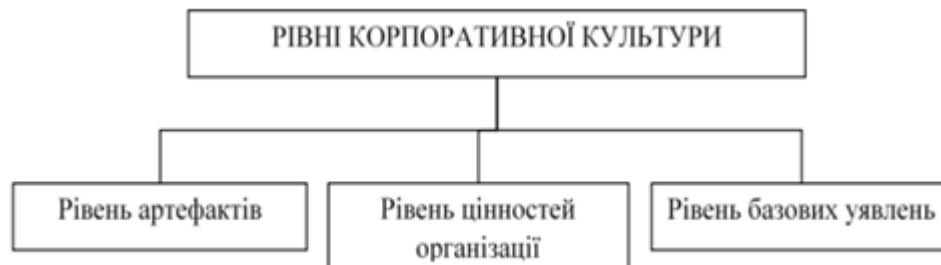 РІВНІ КОРПОРАТИВНОЇ КУЛЬТУРИ
Рівень артефактів
Рівень цінностей
організації
Рівень базових уявлень